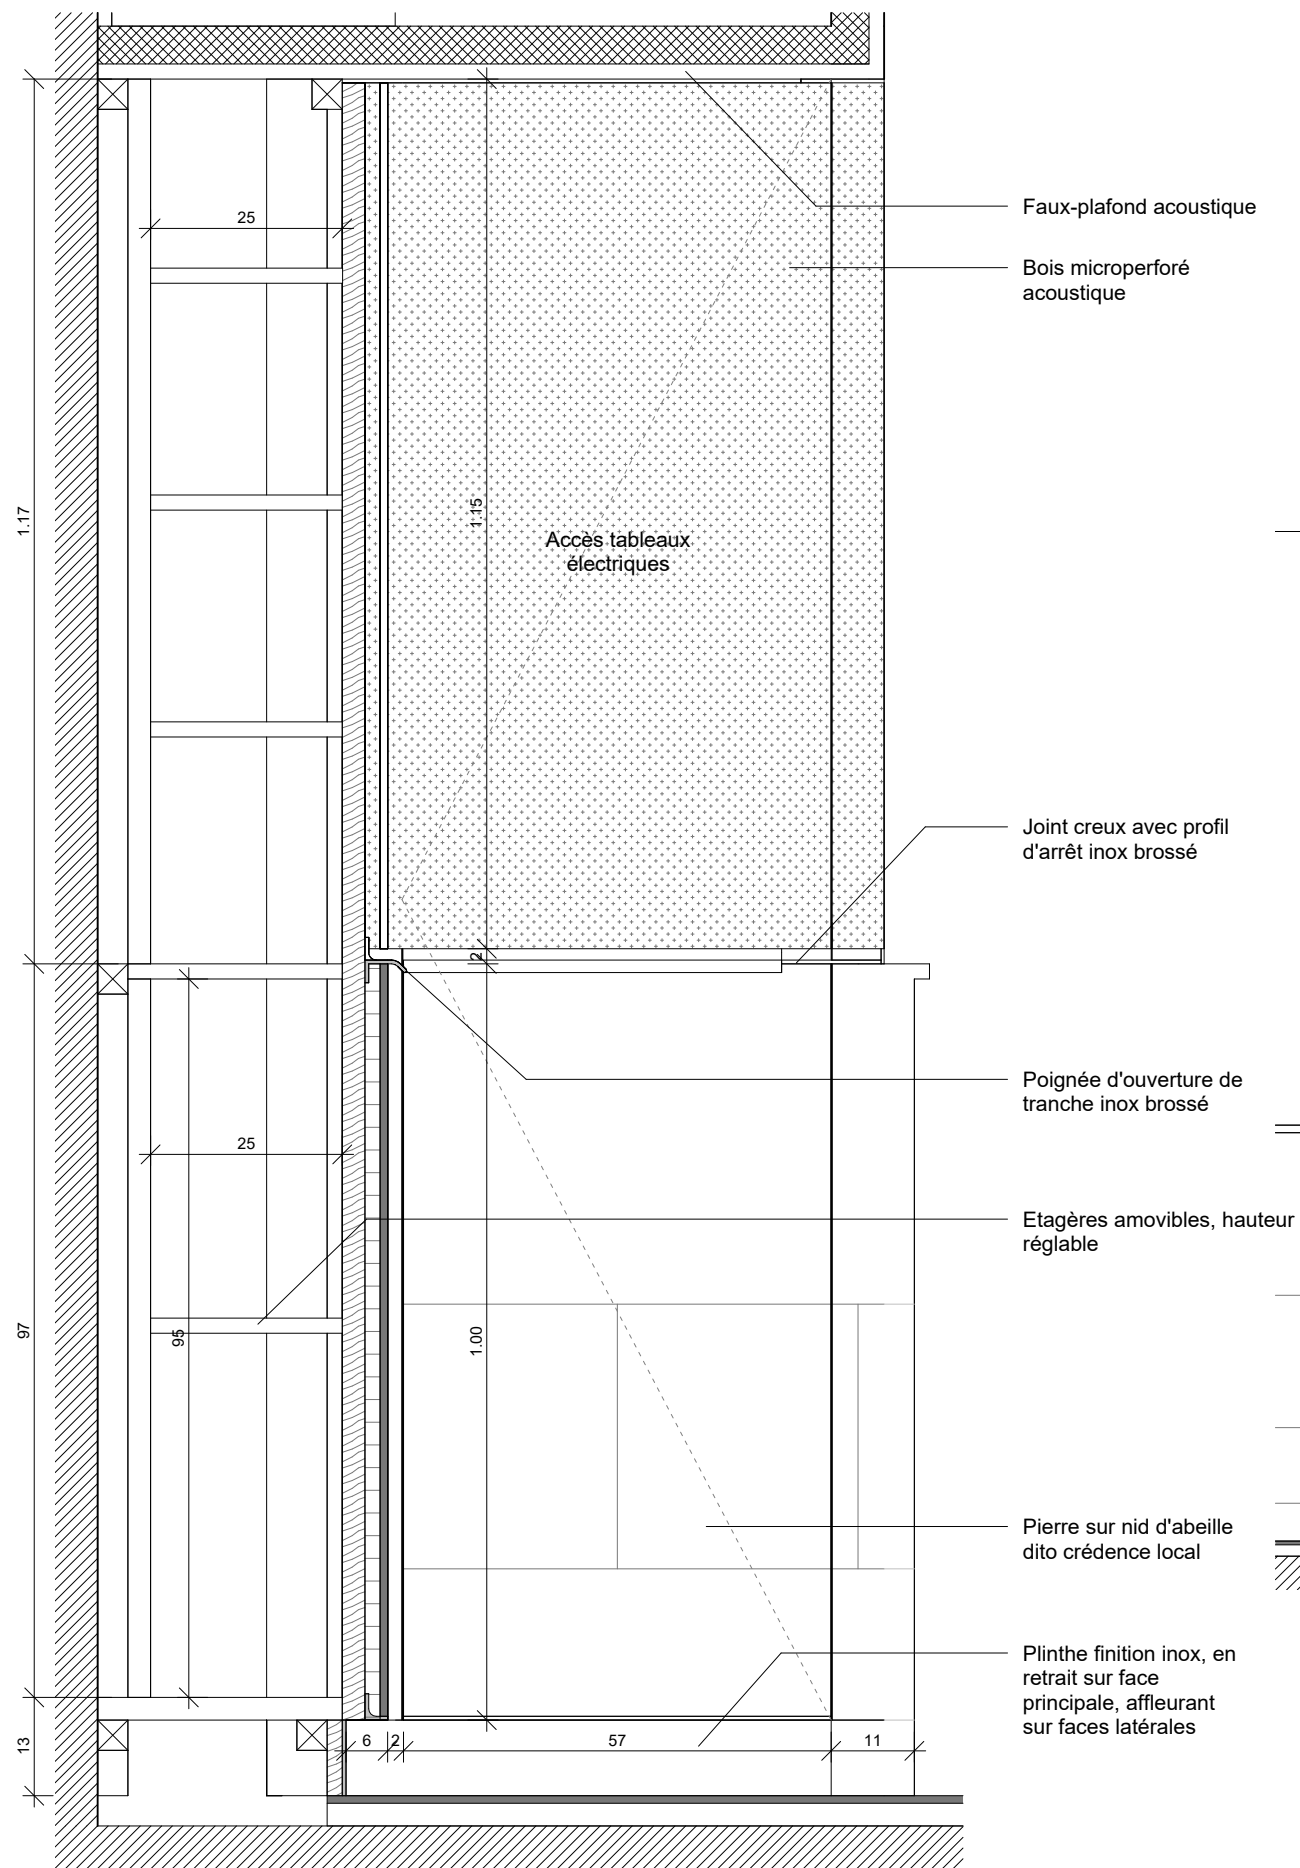 25
Faux-plafond acoustique
Bois microperforé
acoustique
1.17
1.15
Accès tableaux
électriques
Joint creux avec profil
d'arrêt inox brossé
2
Poignée d'ouverture de
tranche inox brossé
25
Etagères amovibles, hauteur
réglable
97
95
1.00
Pierre sur nid d'abeille
dito crédence local
Plinthe finition inox, en
retrait sur face
principale, affleurant
sur faces latérales
13
6
2
57
11